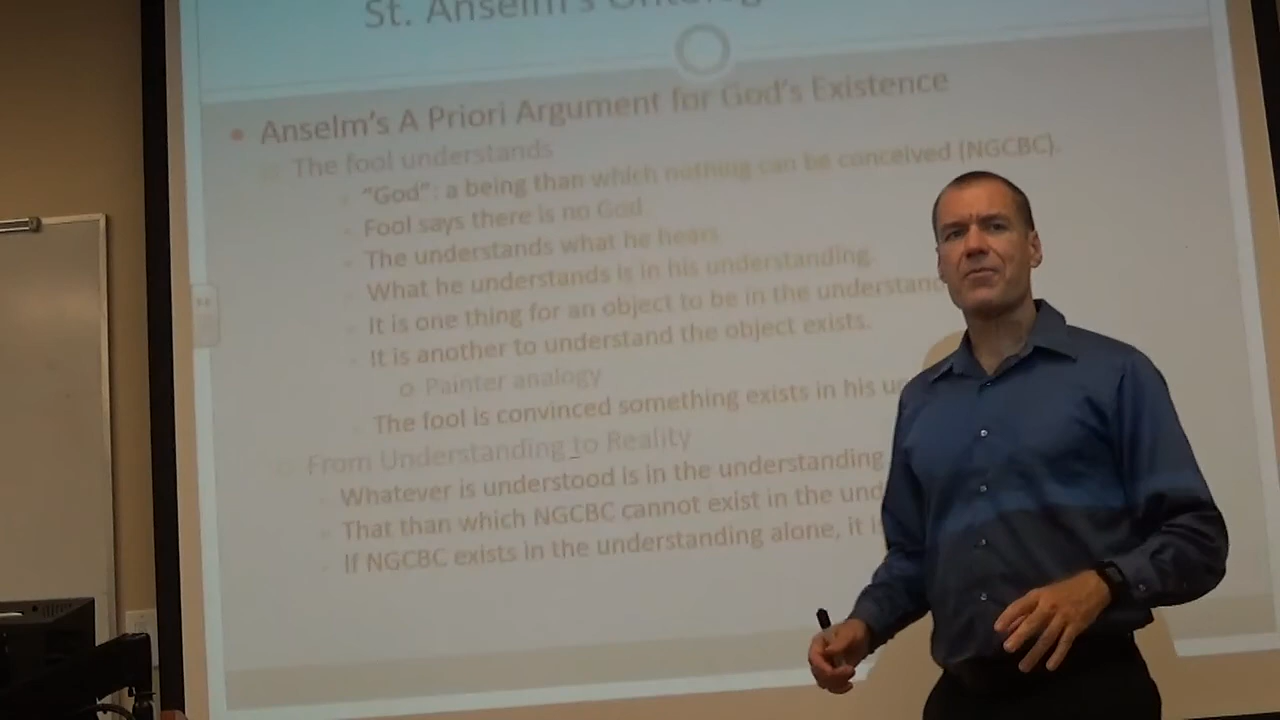 St. Anselm's
Anselm's A Priori Argument for God's Existence
The fool understands
"God": a being than which nothing can be conceived (NGCBC).
Fool says there is no God
The understands what he hears
What he understands is in his understanding.
It is one thing for an object to be in the
It is another to understand the object exists.
Painter analogy
The fool is convinced something exists in his
From Understanding to Reality
Whatever is understood is in the understanding
That than which NGCBC cannot exist in the
If NGCBC exists in the understanding alone, it